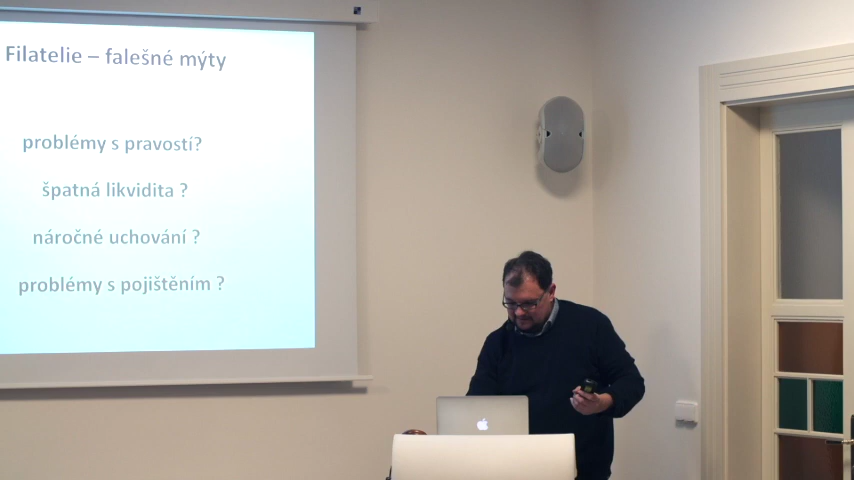 Filatelie – falešné mýty
problémy s pravostí?
špatná likvidita ?
náročné uchování ?
problémy s pojištěním ?